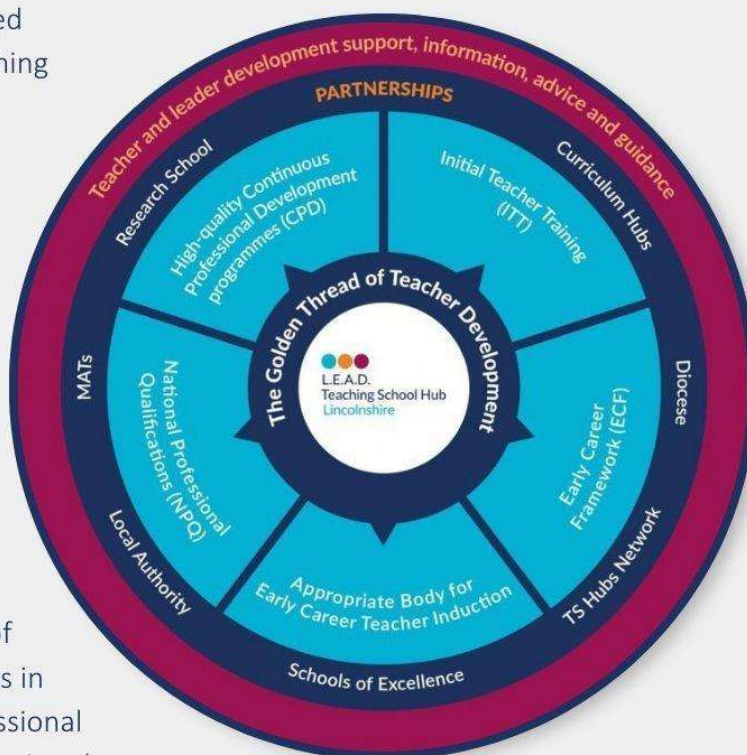 ed
ning
Teacher and leader development support, information, advice and guidance
PARTNERSHIPS
Research School
Curriculum Hubs
MATs
Diocese
Local Authority
TS Hubs Network
Schools of Excellence
High-quality Continuous
Professional Development
programmes (CPD)
Initial Teacher Training
(ITT)
National Professional
Qualifications (NPQ)
Early Career
Framework (ECF)
Appropriate Body for
Early Career Teacher Induction
The Golden Thread of Teacher Development
L.E.A.D.
Teaching School Hub
Lincolnshire
of
s in
ssional